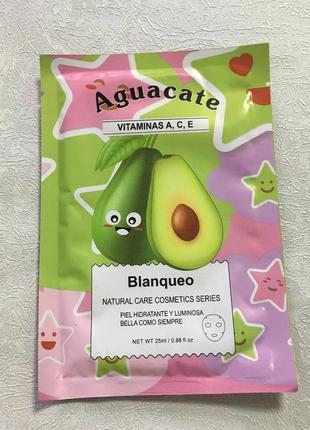 Aguacate
VITAMINAS A, C, E
Blanqueo
NATURAL CARE COSMETICS SERIES
PIEL HIDRATANTE Y LUMINOSA
BELLA COMO SIEMPRE
NET WT 25ml / 0.88 fl oz